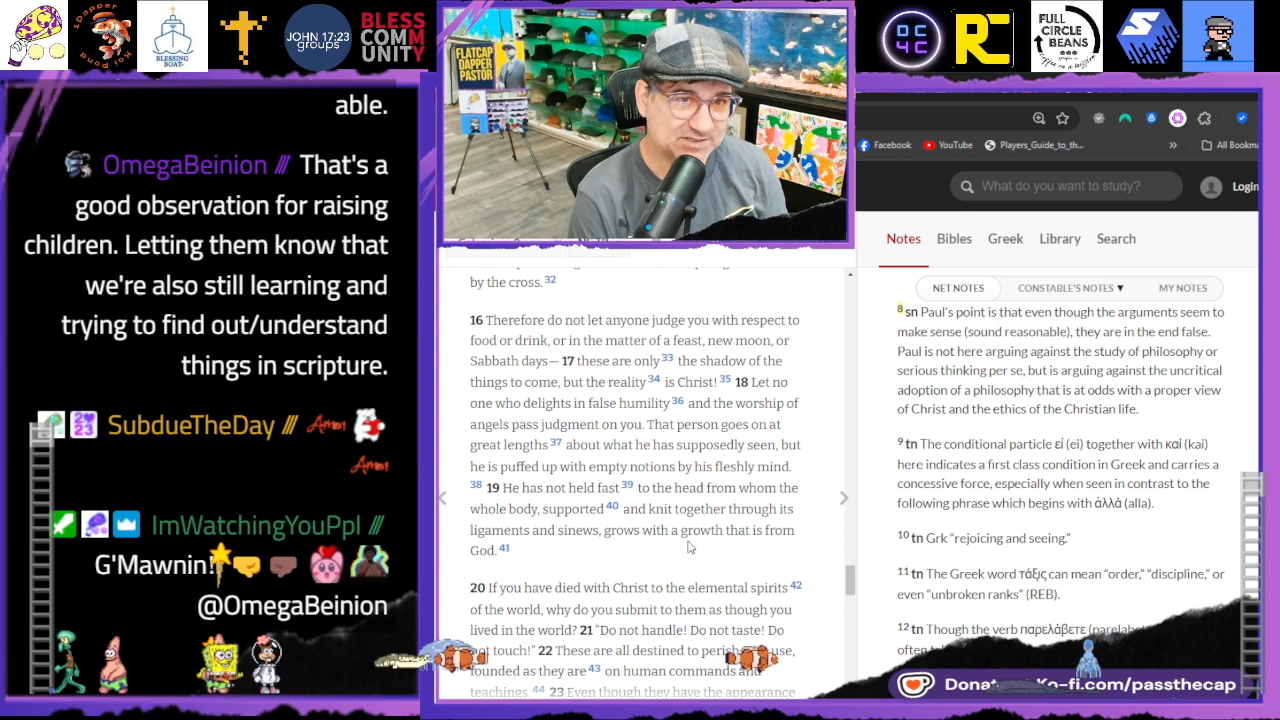 BLESSING
BOAT
JOHN 17:23
groups
BLESS
COMM
UNITY
OC
4C
RC
FULL
CIRCLE
BEANS
able.
OmegaBeinion /// That's a
good observation for raising
children. Letting them know that
we're also still learning and
trying to find out/understand
things in scripture.
SubdueTheDay ///
ImWatchingYouPpl ///
G'Mawnin!
@OmegaBeinion
FLATCAP
DAPPER
PASTOR
by the cross. 32
16 Therefore do not let anyone judge you with respect to
food or drink, or in the matter of a feast, new moon, or
Sabbath days— 17 these are only 33 the shadow of the
things to come, but the reality 34 is Christ! 35 18 Let no
one who delights in false humility 36 and the worship of
angels pass judgment on you. That person goes on at
great lengths 37 about what he has supposedly seen, but
he is puffed up with empty notions by his fleshly mind.
38 19 He has not held fast 39 to the head from whom the
whole body, supported 40 and knit together through its
ligaments and sinews, grows with a growth that is from
God. 41
20 If you have died with Christ to the elemental spirits 42
of the world, why do you submit to them as though you
lived in the world? 21 "Do not handle! Do not taste! Do
not touch!" 22 These are all destined to perish use,
founded as they are 43 on human commands and
teachings. 44 23 Even though they have the appearance
Facebook YouTube Players_Guide_to_th... » All Bookma
What do you want to study? Login
Notes Bibles Greek Library Search
NET NOTES CONSTABLE'S NOTES ▼ MY NOTES
8 sn Paul's point is that even though the arguments seem to
make sense (sound reasonable), they are in the end false.
Paul is not here arguing against the study of philosophy or
serious thinking per se, but is arguing against the uncritical
adoption of a philosophy that is at odds with a proper view
of Christ and the ethics of the Christian life.
9 tn The conditional particle εἰ (ei) together with καί (kai)
here indicates a first class condition in Greek and carries a
concessive force, especially when seen in contrast to the
following phrase which begins with ἀλλά (alla).
10 tn Grk "rejoicing and seeing."
11 tn The Greek word τάξις can mean "order," "discipline," or
even "unbroken ranks" (REB).
12 tn Though the verb παρελάβετε
often
Ko-fi.com/passthecap